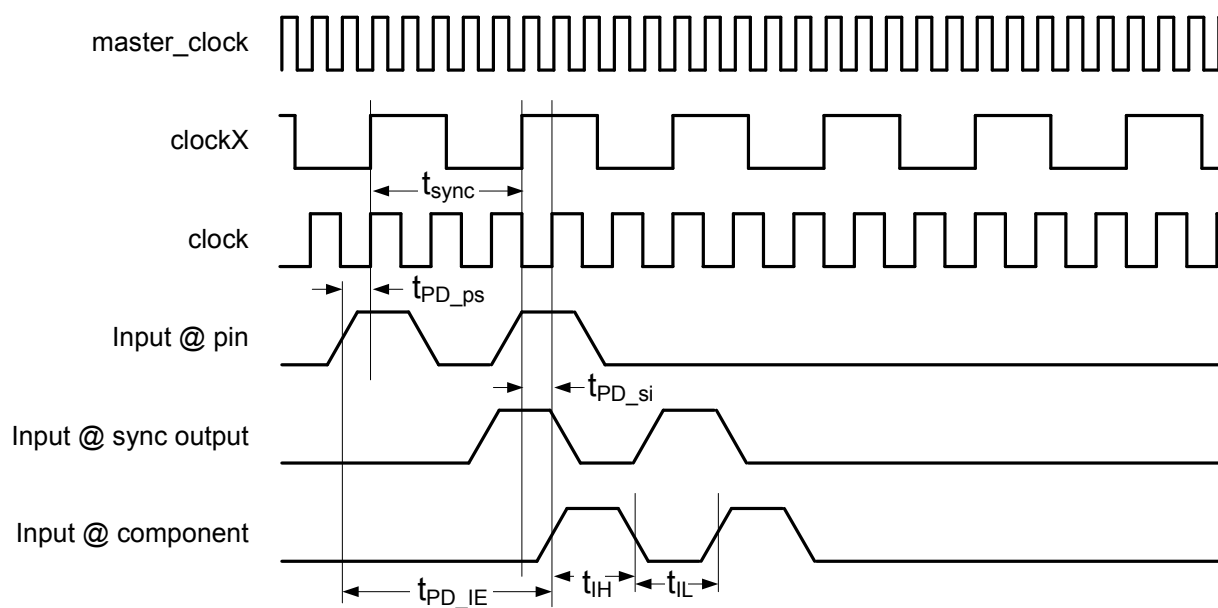 master_clock
clockX
tsync
clock
tPD_ps
Input @ pin
tPD_si
Input @ sync output
Input @ component
tIH
tIL
tPD_IE